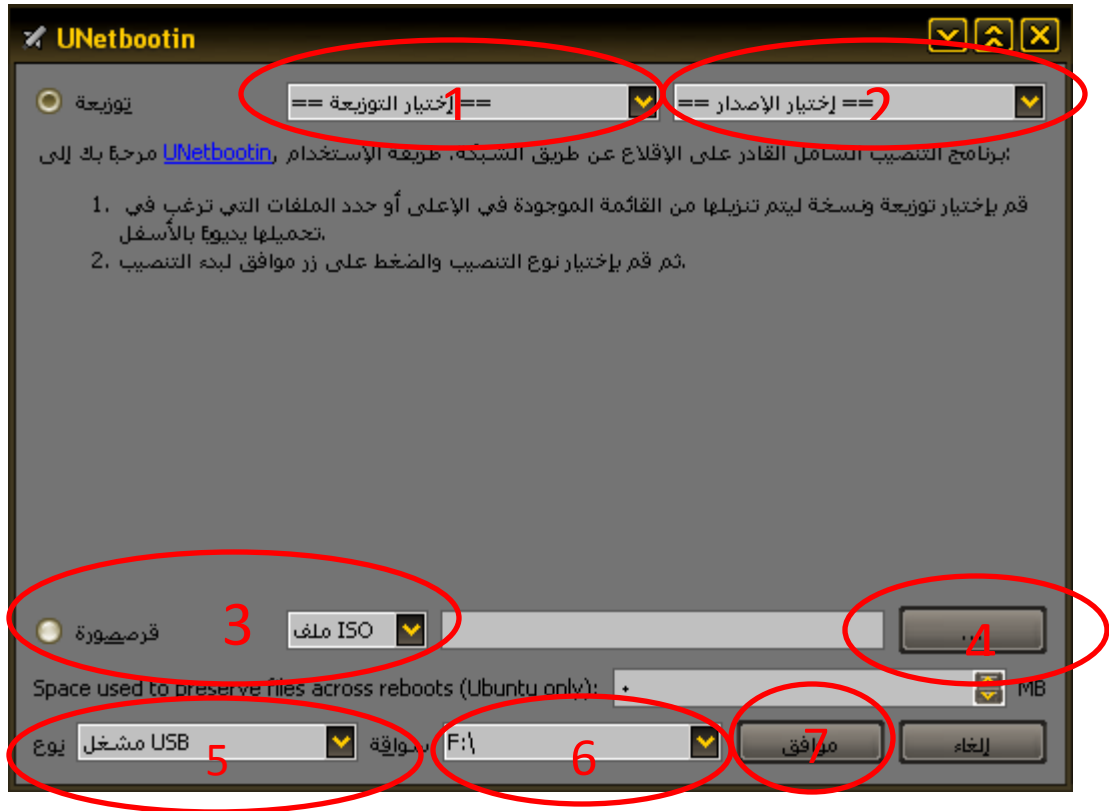 UNetbootin
توزيعة == إختيار التوزيعة == == إختيار الإصدار ==
1 2
مرحبا بك إلى UNetbootin, برنامج التنصيب الشامل القادر على الإقلاع عن طريق الشبكة، طريقة الإستخدام:
1. قم بإختيار توزيعة ونسخة ليتم تنزيلها من القائمة الموجودة في الإعلى أو حدد الملفات التي ترغب في
تحميلها يديويا بالأسفل.
2. ثم قم بإختيار نوع التنصيب والضغط على زر موافق لبدء التنصيب.
قرصصورة 3 ملف ISO ... 4
Space used to preserve files across reboots (Ubuntu only): ٠ MB
نوع مشغل USB 5 سواقة F:\ 6 موافق 7 إلغاء